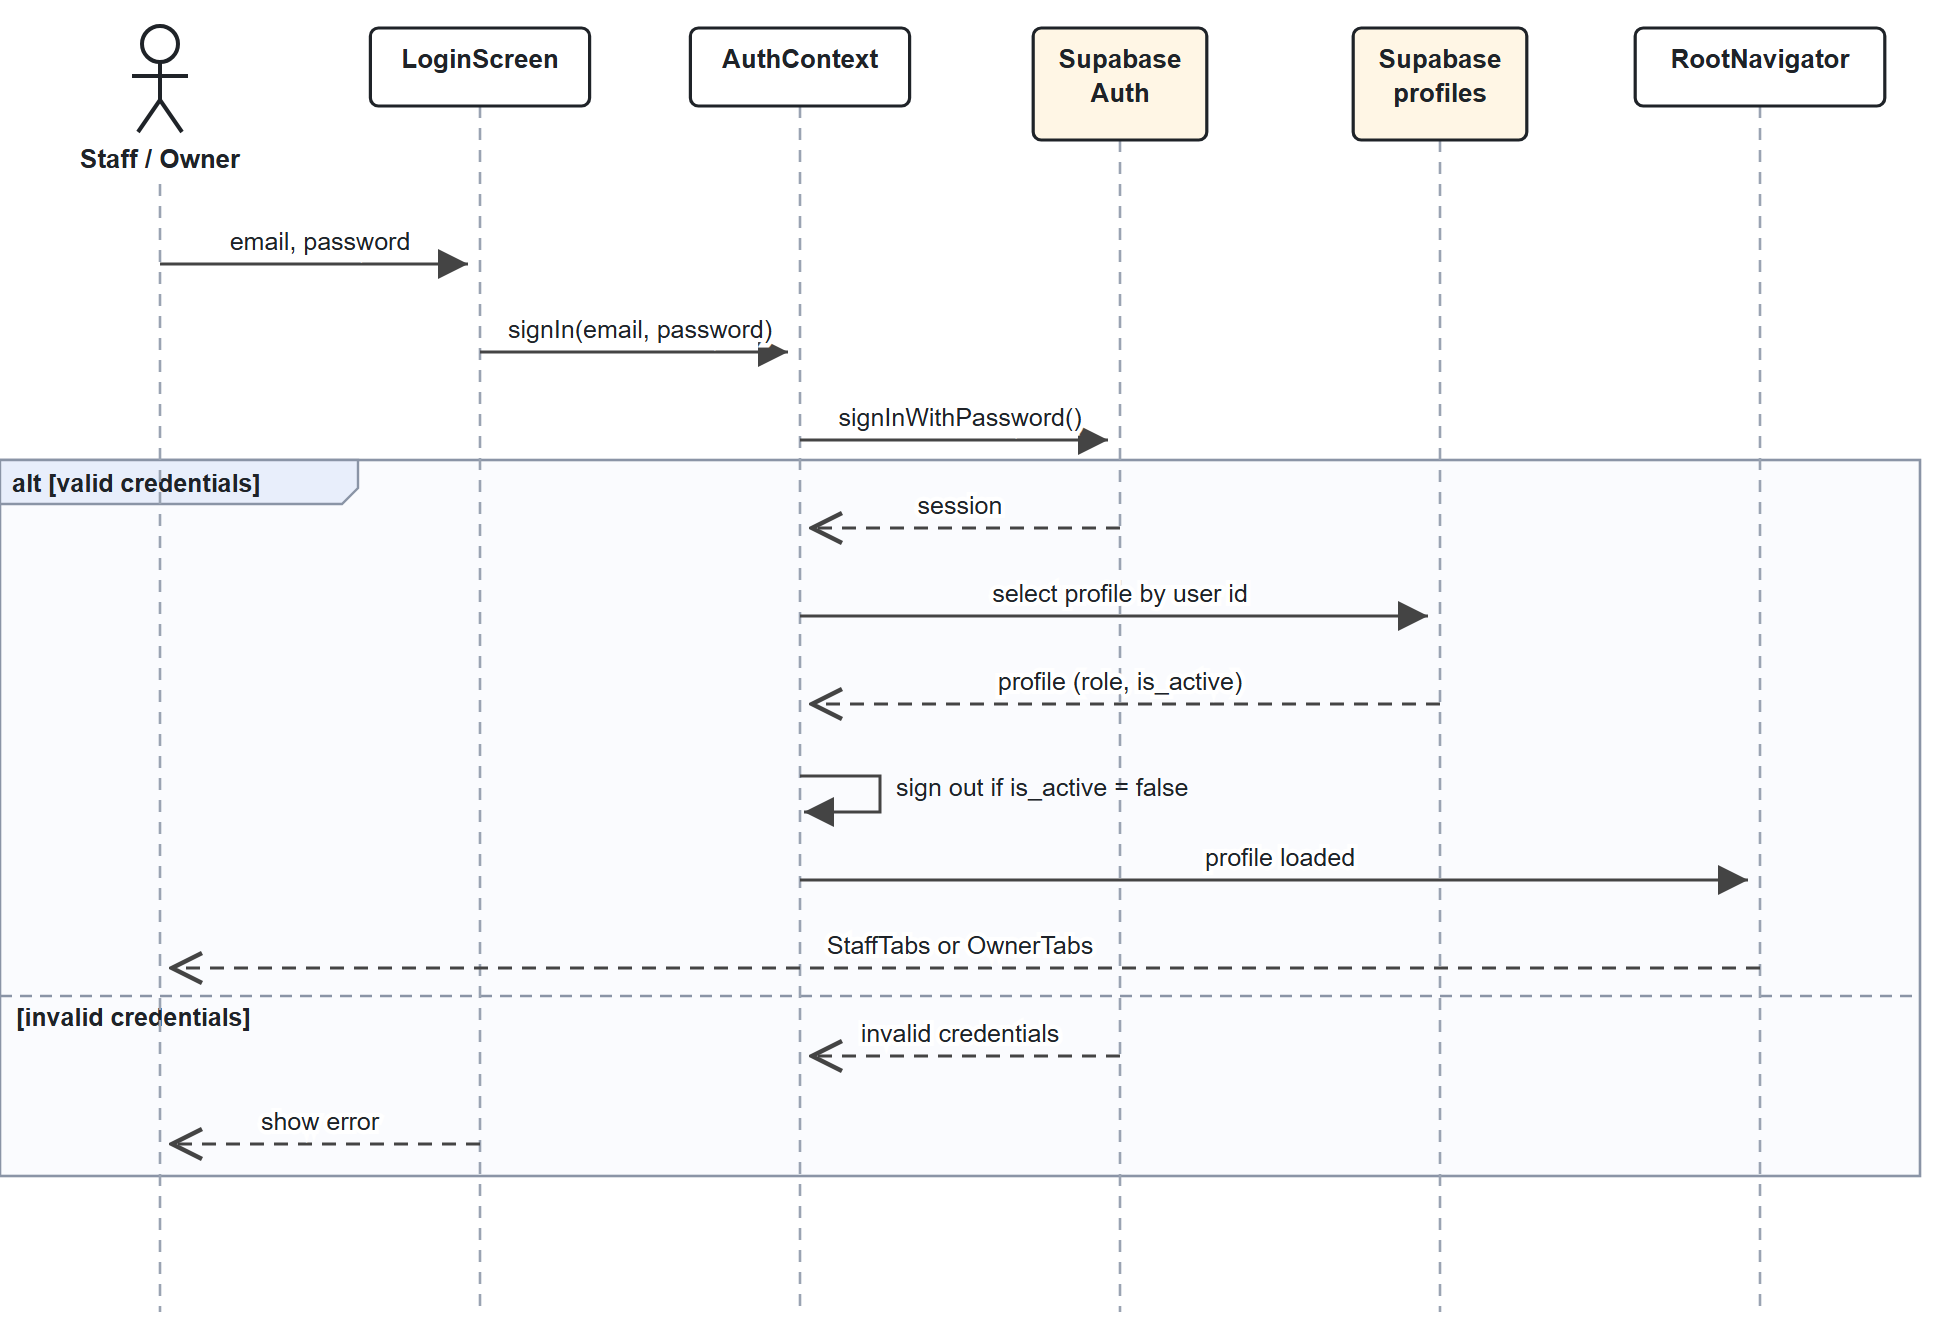 Staff / Owner
LoginScreen
AuthContext
Supabase
Auth
Supabase
profiles
RootNavigator
email, password
signIn(email, password)
signInWithPassword()
alt [valid credentials]
session
select profile by user id
profile (role, is_active)
sign out if is_active = false
profile loaded
StaffTabs or OwnerTabs
[invalid credentials]
invalid credentials
show error